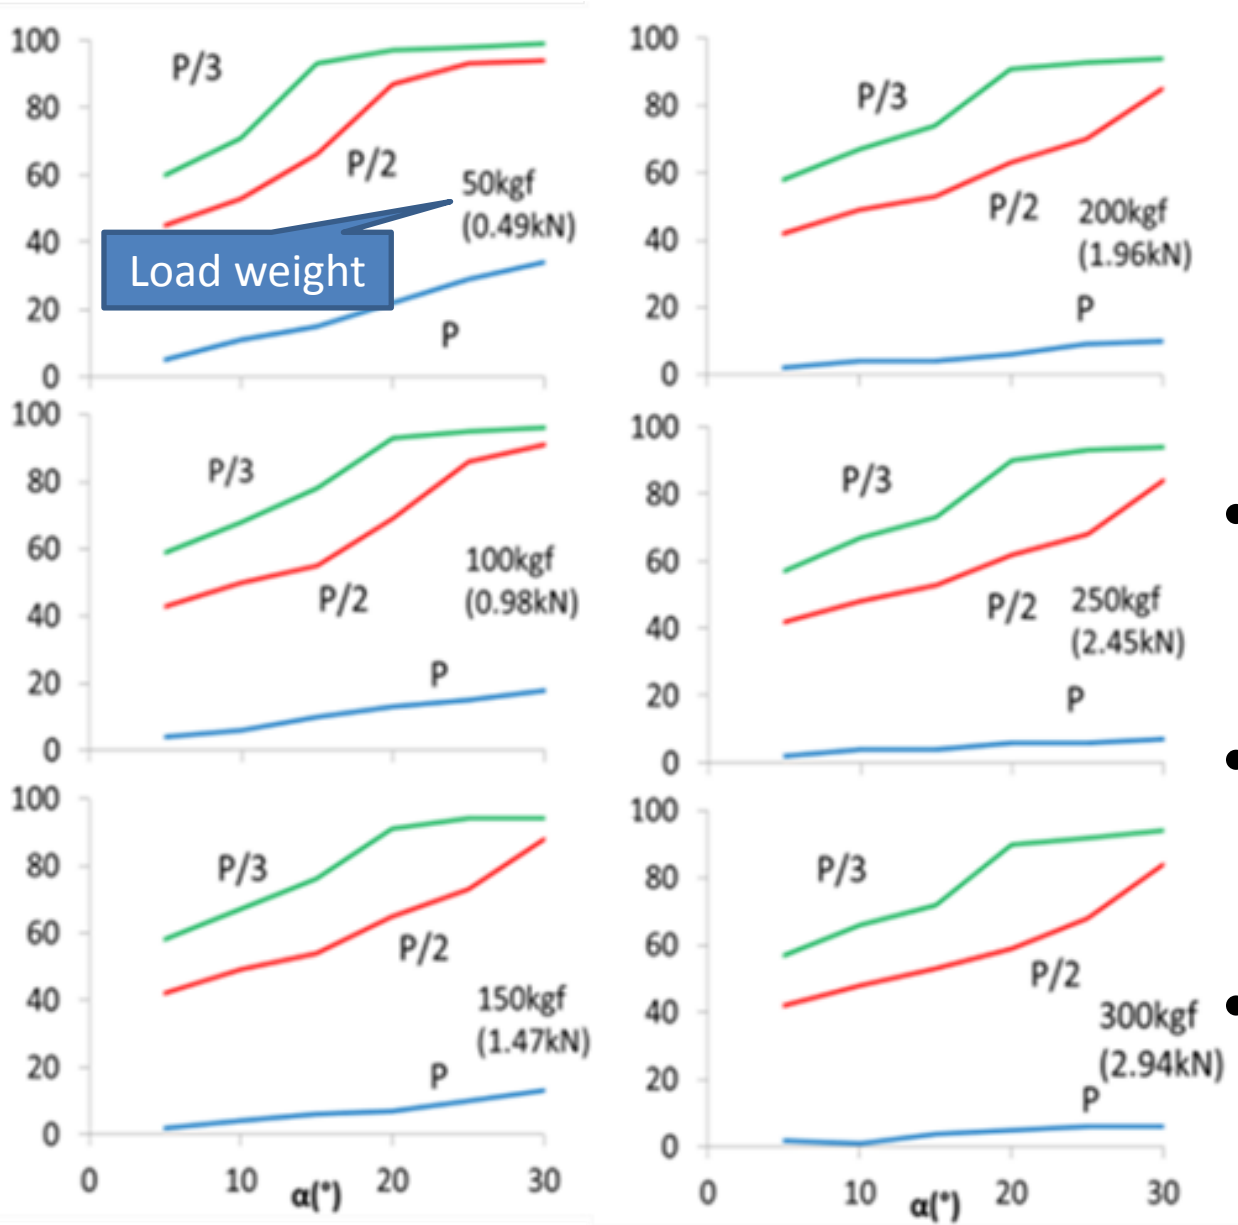 100
80
60
40
20
0
P/3
P/2
50kgf
(0.49kN)
Load weight
P
100
80
60
40
20
0
P/3
P/2
200kgf
(1.96kN)
P
100
80
60
40
20
0
P/3
100kgf
(0.98kN)
P/2
P
100
80
60
40
20
0
P/3
P/2
250kgf
(2.45kN)
P
100
80
60
40
20
0
P/3
P/2
150kgf
(1.47kN)
P
0 10 20 30
α(°)
100
80
60
40
20
0
P/3
P/2
300kgf
(2.94kN)
P
0 10 20 30
α(°)